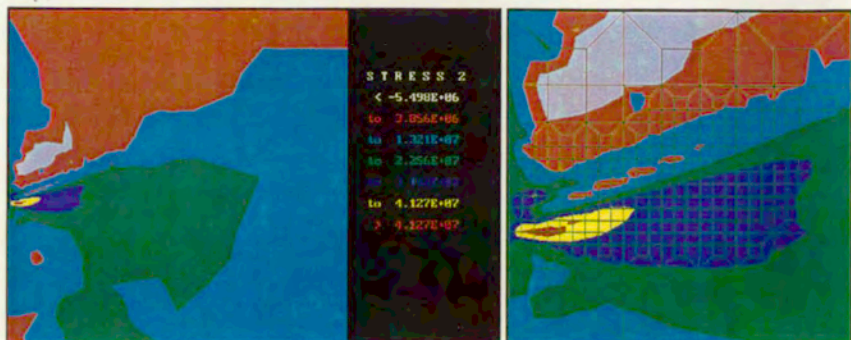 STRESS 2
< -5.498E+06
to 3.856E+06
to 1.321E+07
to 2.256E+07
to 4.127E+07
> 4.127E+07